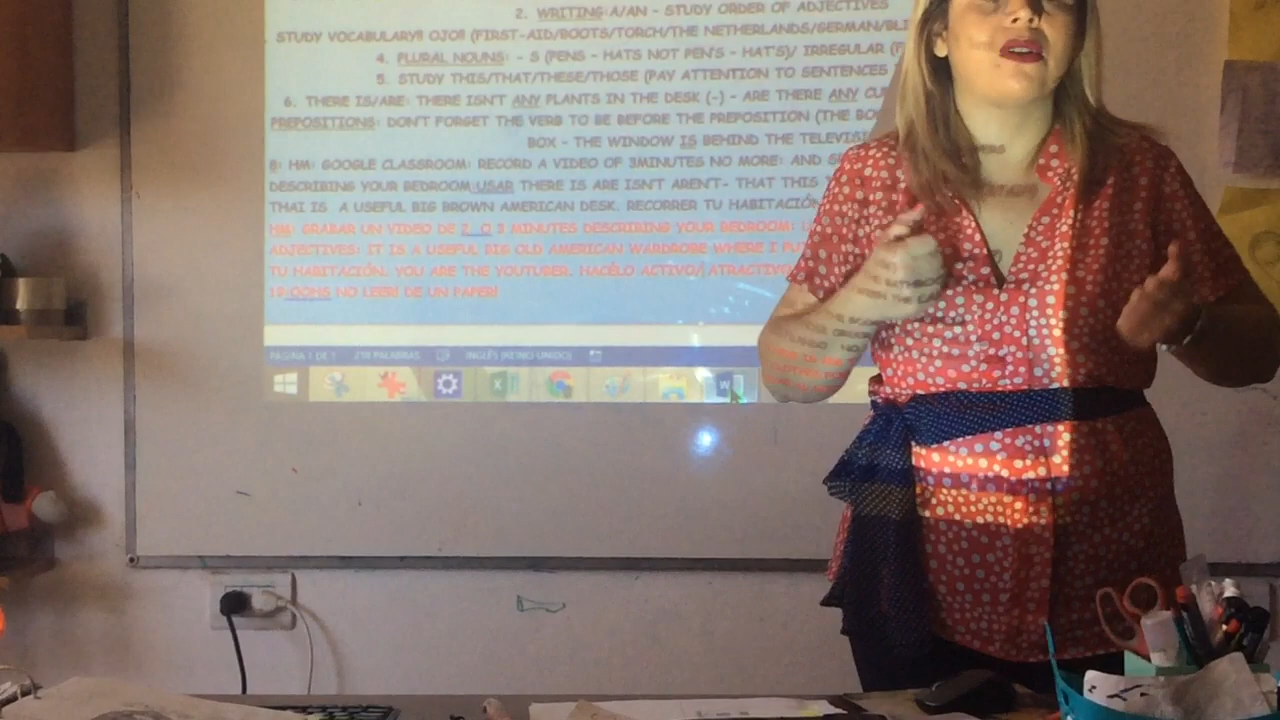 2. WRITING: A/AN - STUDY ORDER OF ADJECTIVES
STUDY VOCABULARY!! OJO!! (FIRST-AID/BOOTS/TORCH/THE NETHERLANDS/GERMAN/BLI
4. PLURAL NOUNS: - S (PENS - HATS NOT PEN'S - HAT'S)/ IRREGULAR (F
5. STUDY THIS/THAT/THESE/THOSE (PAY ATTENTION TO SENTENCES
6. THERE IS/ARE: THERE ISN'T ANY PLANTS IN THE DESK (-) - ARE THERE ANY CU
PREPOSITIONS: DON'T FORGET THE VERB TO BE BEFORE THE PREPOSITION (THE BO
BOX - THE WINDOW IS BEHIND THE TELEVISI
8: HM: GOOGLE CLASSROOM: RECORD A VIDEO OF 3MINUTES NO MORE: AND
DESCRIBING YOUR BEDROOM USAR THERE IS ARE ISN'T AREN'T- THAT THIS
THAI IS A USEFUL BIG BROWN AMERICAN DESK. RECORRER TU HABITACIÓN
HM: GRABAR UN VIDEO DE 2 O 3 MINUTES DESCRIBING YOUR BEDROOM:
ADJECTIVES: IT IS A USEFUL BIG OLD AMERICAN WARDROBE WHERE I PU
TU HABITACIÓN. YOU ARE THE YOUTUBER. HACÉLO ACTIVO/ ATRACTIVO
18:00HS NO LEER! DE UN PAPER!
PÁGINA 1 DE 1 PALABRAS INGLÉS (REINO UNIDO)
W